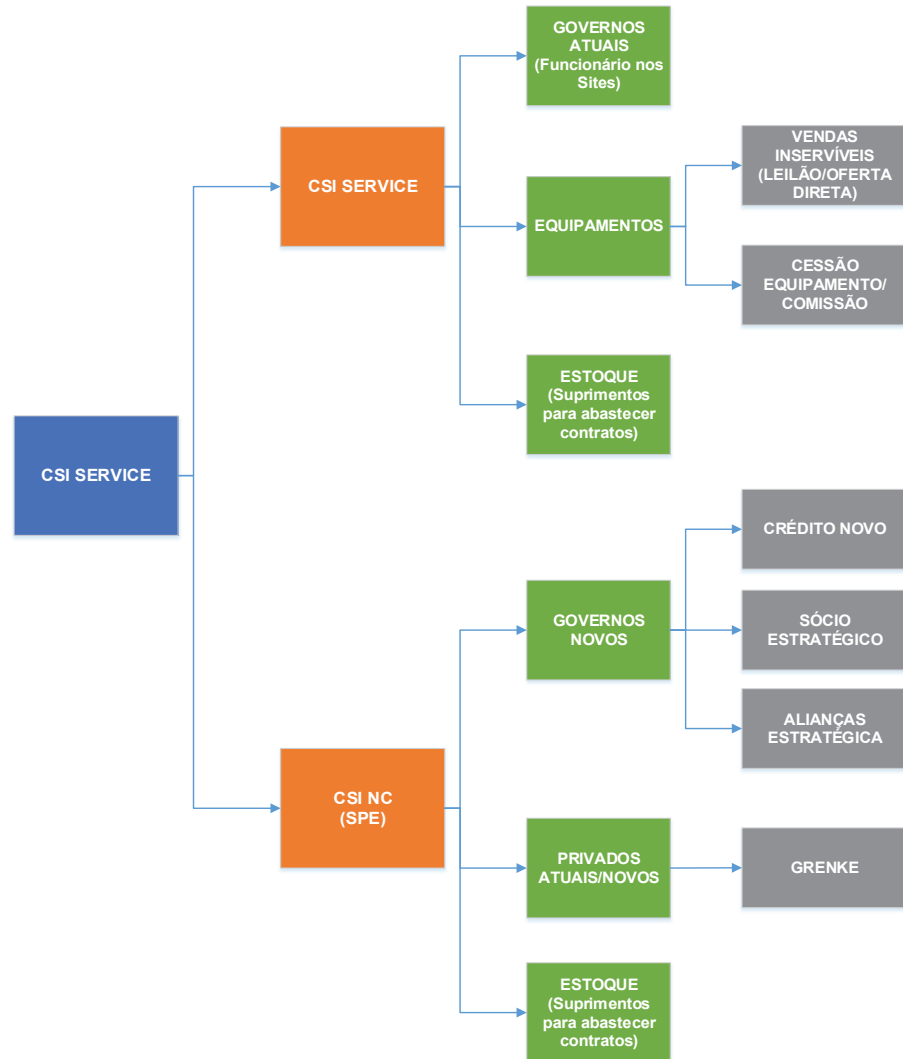 GOVERNOS
ATUAIS
(Funcionário nos
Sites)
VENDAS
INSERVÍVEIS
(LEILÃO/OFERTA
DIRETA)
CSI SERVICE
EQUIPAMENTOS
CESSÃO
EQUIPAMENTO/
COMISSÃO
ESTOQUE
(Suprimentos
para abastecer
contratos)
CSI SERVICE
CRÉDITO NOVO
GOVERNOS
NOVOS
SÓCIO
ESTRATÉGICO
ALIANÇAS
ESTRATÉGICA
CSI NC
(SPE)
PRIVADOS
ATUAIS/NOVOS
GRENKE
ESTOQUE
(Suprimentos
para abastecer
contratos)